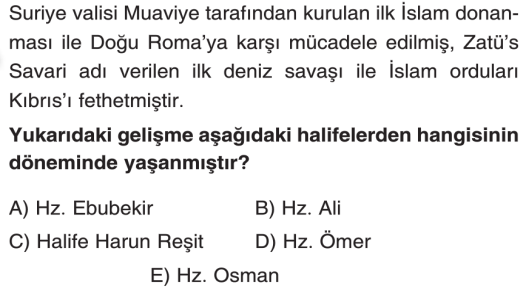 Suriye valisi Muaviye tarafından kurulan ilk İslam donan-
ması ile Doğu Roma'ya karşı mücadele edilmiş, Zatü's
Savari adı verilen ilk deniz savaşı ile İslam orduları
Kıbrıs'ı fethetmiştir.
Yukarıdaki gelişme aşağıdaki halifelerden hangisinin
döneminde yaşanmıştır?
A) Hz. Ebubekir B) Hz. Ali
C) Halife Harun Reşit D) Hz. Ömer
E) Hz. Osman